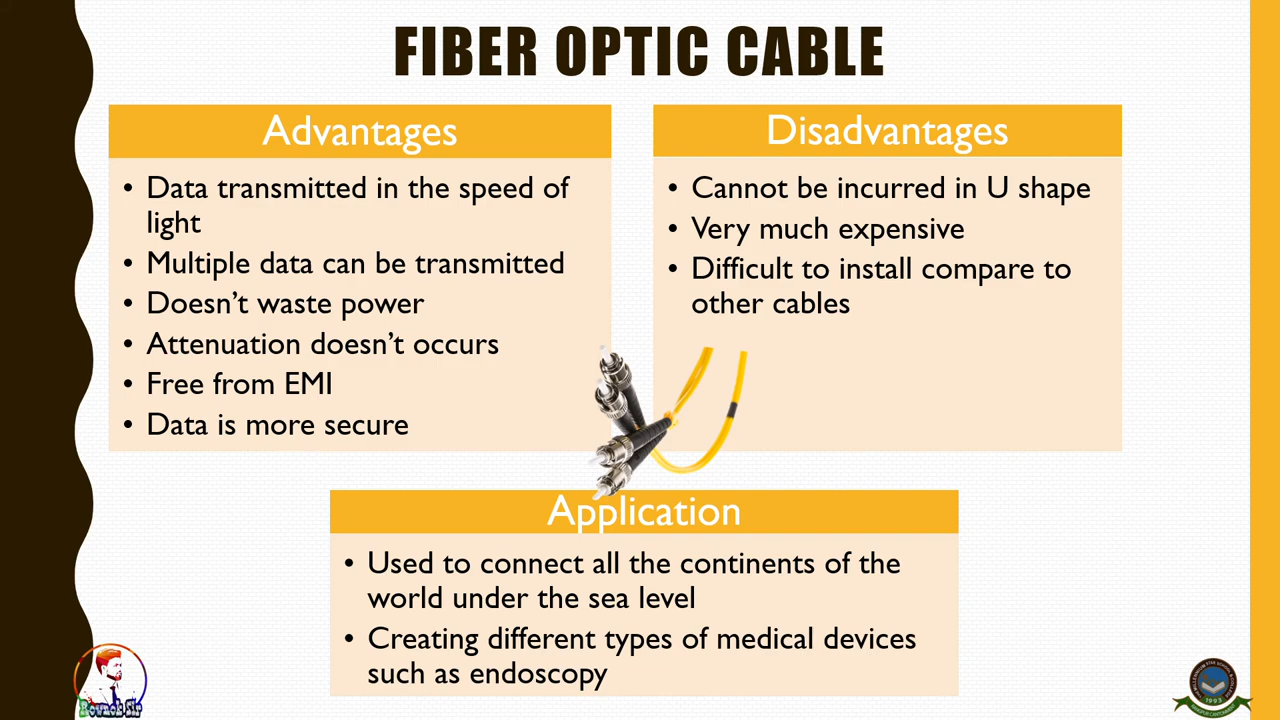 FIBER OPTIC CABLE
Advantages
• Data transmitted in the speed of
light
• Multiple data can be transmitted
• Doesn't waste power
• Attenuation doesn't occurs
• Free from EMI
• Data is more secure
Disadvantages
• Cannot be incurred in U shape
• Very much expensive
• Difficult to install compare to
other cables
Application
• Used to connect all the continents of the
world under the sea level
• Creating different types of medical devices
such as endoscopy
Rounok Sir
1995